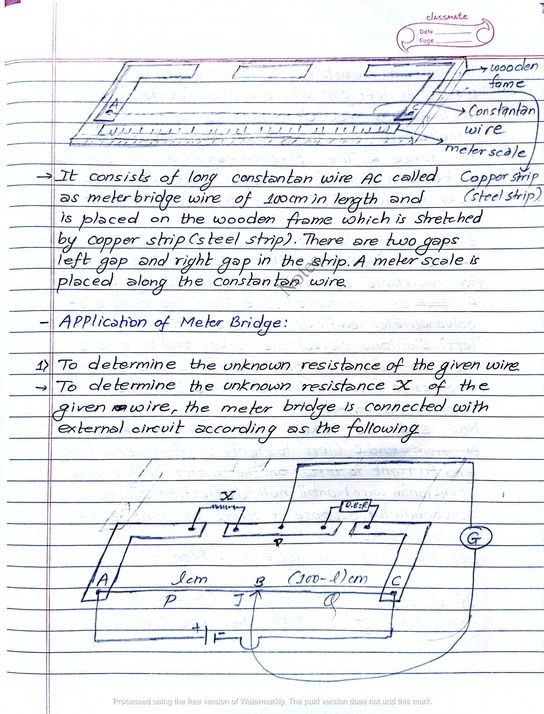 classmate
Date
Page
wooden
fame
A
C
Constantan
wire
meter scale
Copper strip
(steel strip)
→ It consists of long constantan wire AC called
as meter bridge wire of 100cm in length and
is placed on the wooden frame which is stretched
by copper strip (steel strip). There are two gaps
left gap and right gap in the strip. A meter scale is
placed along the constantan wire.
- Application of Meter Bridge:
1) To determine the unknown resistance of the given wire.
→ To determine the unknown resistance X of the
given wire, the meter bridge is connected with
external circuit according as the following
X
G
D
A
lcm
B
(100-l)cm
C
P
J
Q
+
-
Processed using the free version of Watermarkly. The paid version does not add this mark.